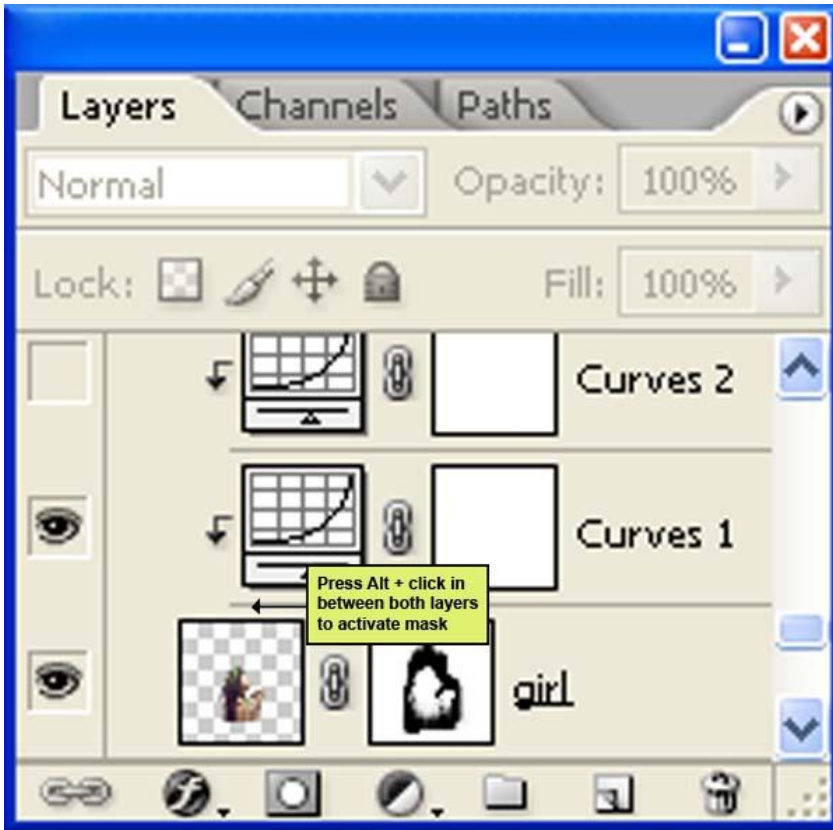 Layers Channels Paths
Normal Opacity: 100%
Lock: Fill: 100%
Curves 2
Curves 1
Press Alt + click in
between both layers
to activate mask
girl